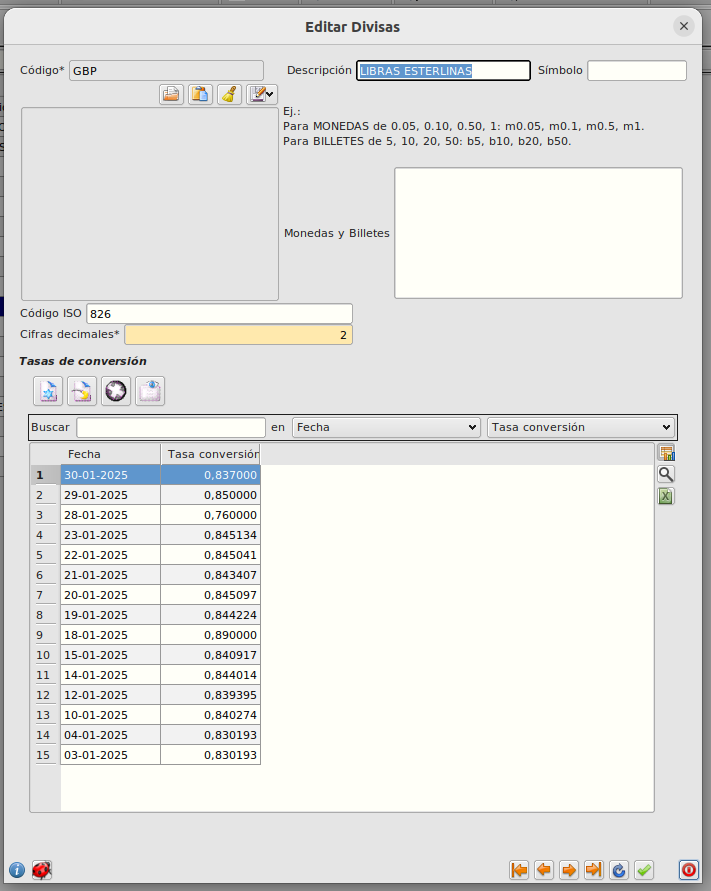 Editar Divisas
Código* GBP Descripción LIBRAS ESTERLINAS Símbolo
Ej.:
Para MONEDAS de 0.05, 0.10, 0.50, 1: m0.05, m0.1, m0.5, m1.
Para BILLETES de 5, 10, 20, 50: b5, b10, b20, b50.
Monedas y Billetes
Código ISO 826
Cifras decimales* 2
Tasas de conversión
Buscar en Fecha Tasa conversión
Fecha Tasa conversión
1 30-01-2025 0,837000
2 29-01-2025 0,850000
3 28-01-2025 0,760000
4 23-01-2025 0,845134
5 22-01-2025 0,845041
6 21-01-2025 0,843407
7 20-01-2025 0,845097
8 19-01-2025 0,844224
9 18-01-2025 0,890000
10 15-01-2025 0,840917
11 14-01-2025 0,844014
12 12-01-2025 0,839395
13 10-01-2025 0,840274
14 04-01-2025 0,830193
15 03-01-2025 0,830193